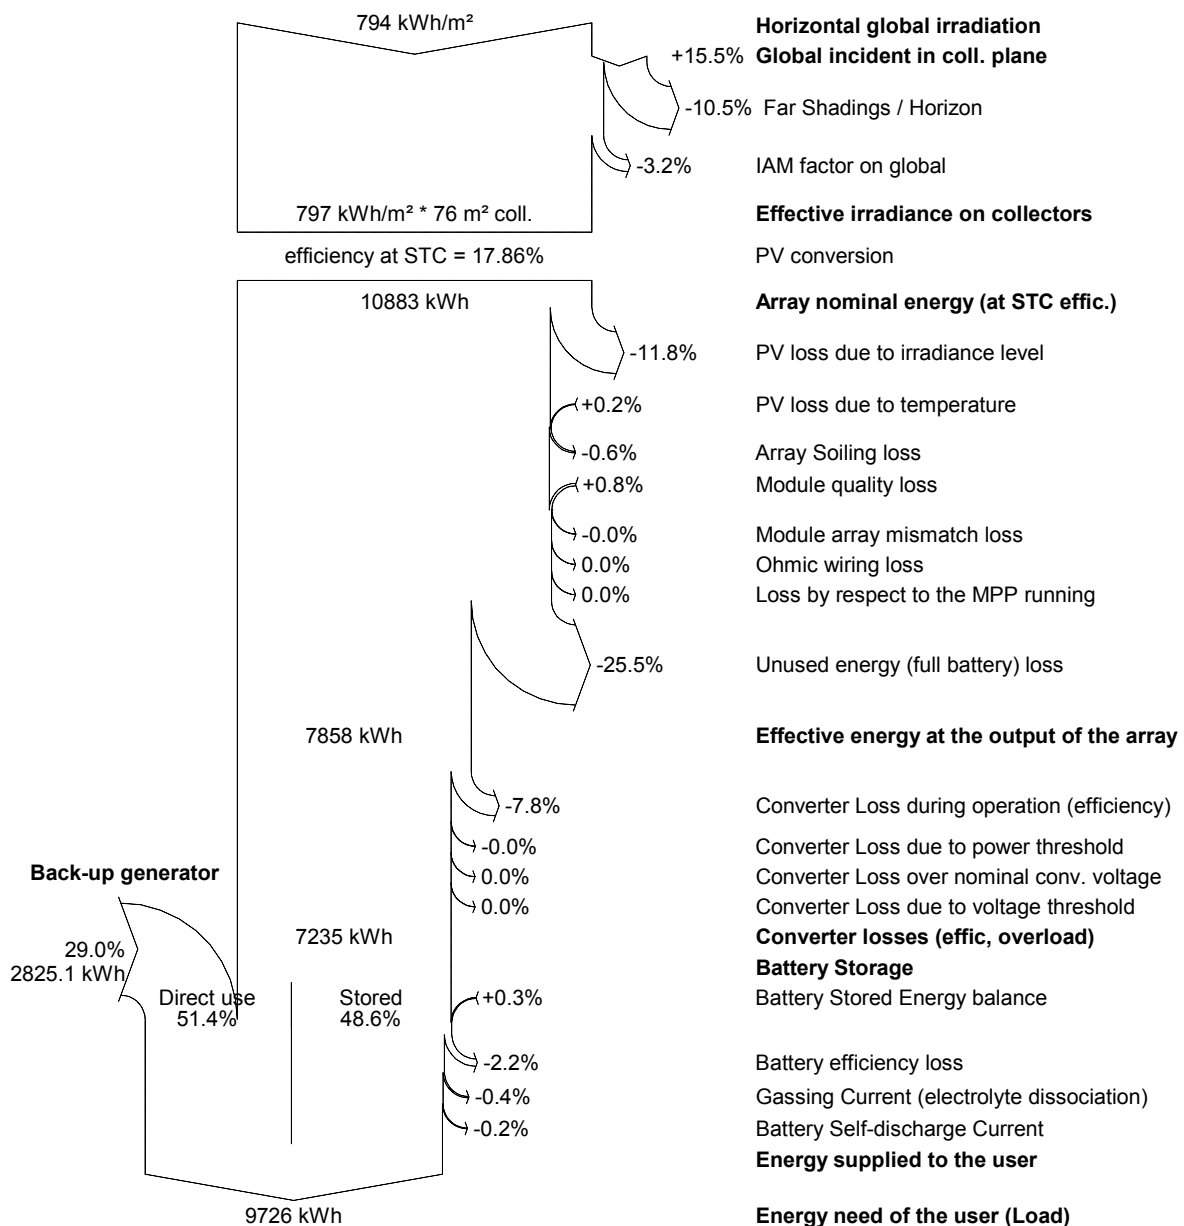 794 kWh/m² Horizontal global irradiation
+15.5% Global incident in coll. plane
-10.5% Far Shadings / Horizon
-3.2% IAM factor on global
797 kWh/m² * 76 m² coll. Effective irradiance on collectors
efficiency at STC = 17.86% PV conversion
10883 kWh Array nominal energy (at STC effic.)
-11.8% PV loss due to irradiance level
+0.2% PV loss due to temperature
-0.6% Array Soiling loss
+0.8% Module quality loss
-0.0% Module array mismatch loss
0.0% Ohmic wiring loss
0.0% Loss by respect to the MPP running
-25.5% Unused energy (full battery) loss
7858 kWh Effective energy at the output of the array
-7.8% Converter Loss during operation (efficiency)
-0.0% Converter Loss due to power threshold
Back-up generator 0.0% Converter Loss over nominal conv. voltage
0.0% Converter Loss due to voltage threshold
29.0% 7235 kWh Converter losses (effic, overload)
2825.1 kWh Battery Storage
Direct use Stored +0.3% Battery Stored Energy balance
51.4% 48.6%
-2.2% Battery efficiency loss
-0.4% Gassing Current (electrolyte dissociation)
-0.2% Battery Self-discharge Current
Energy supplied to the user
9726 kWh Energy need of the user (Load)